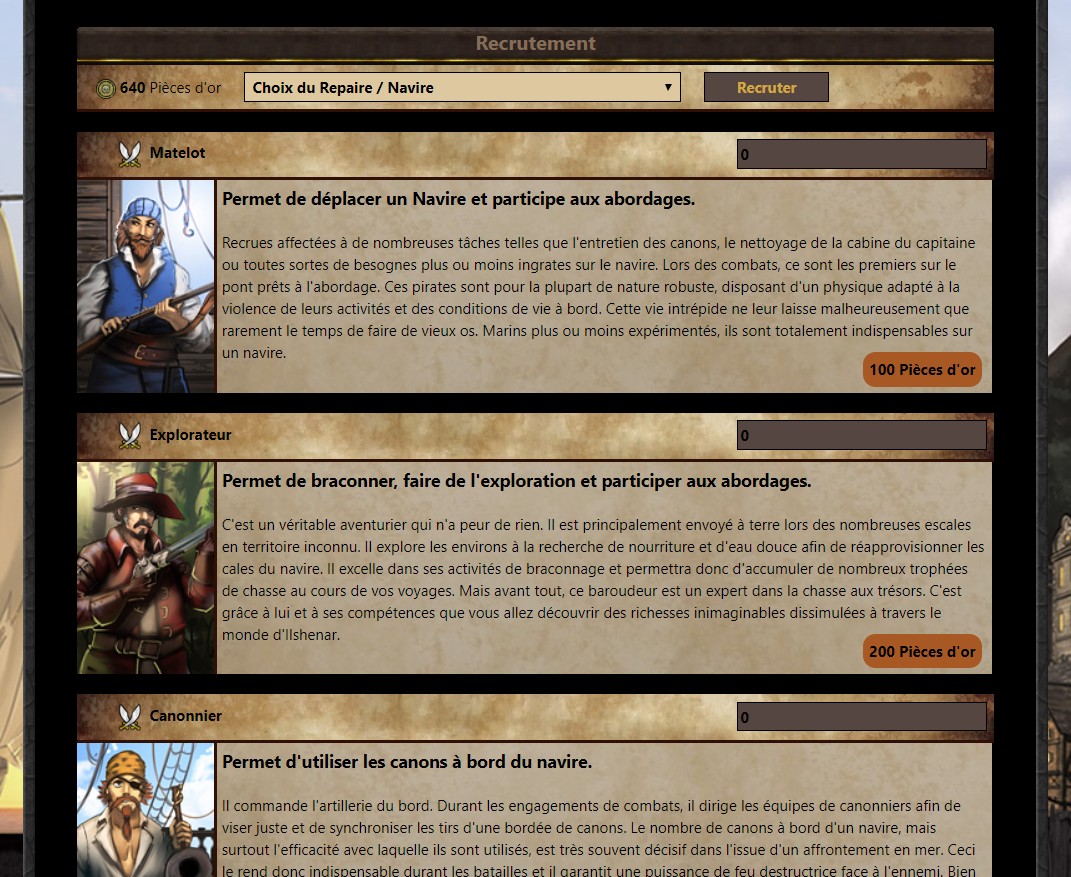 Recrutement
640 Pièces d'or
Choix du Repaire / Navire
Recruter
Matelot
0
Permet de déplacer un Navire et participe aux abordages.
Recrues affectées à de nombreuses tâches telles que l'entretien des canons, le nettoyage de la cabine du capitaine
ou toutes sortes de besognes plus ou moins ingrates sur le navire. Lors des combats, ce sont les premiers sur le
pont prêts à l'abordage. Ces pirates sont pour la plupart de nature robuste, disposant d'un physique adapté à la
violence de leurs activités et des conditions de vie à bord. Cette vie intrépide ne leur laisse malheureusement que
rarement le temps de faire de vieux os. Marins plus ou moins expérimentés, ils sont totalement indispensables sur
un navire.
100 Pièces d'or
Explorateur
0
Permet de braconner, faire de l'exploration et participer aux abordages.
C'est un véritable aventurier qui n'a peur de rien. Il est principalement envoyé à terre lors des nombreuses escales
en territoire inconnu. Il explore les environs à la recherche de nourriture et d'eau douce afin de réapprovisionner les
cales du navire. Il excelle dans ses activités de braconnage et permettra donc d'accumuler de nombreux trophées
de chasse au cours de vos voyages. Mais avant tout, ce baroudeur est un expert dans la chasse aux trésors. C'est
grâce à lui et à ses compétences que vous allez découvrir des richesses inimaginables dissimulées à travers le
monde d'Ilshenar.
200 Pièces d'or
Canonnier
0
Permet d'utiliser les canons à bord du navire.
Il commande l'artillerie du bord. Durant les engagements de combats, il dirige les équipes de canonniers afin de
viser juste et de synchroniser les tirs d'une bordée de canons. Le nombre de canons à bord d'un navire, mais
surtout l'efficacité avec laquelle ils sont utilisés, est très souvent décisif dans l'issue d'un affrontement en mer. Ceci
le rend donc indispensable durant les batailles et il garantit une puissance de feu destructrice face à l'ennemi. Bien